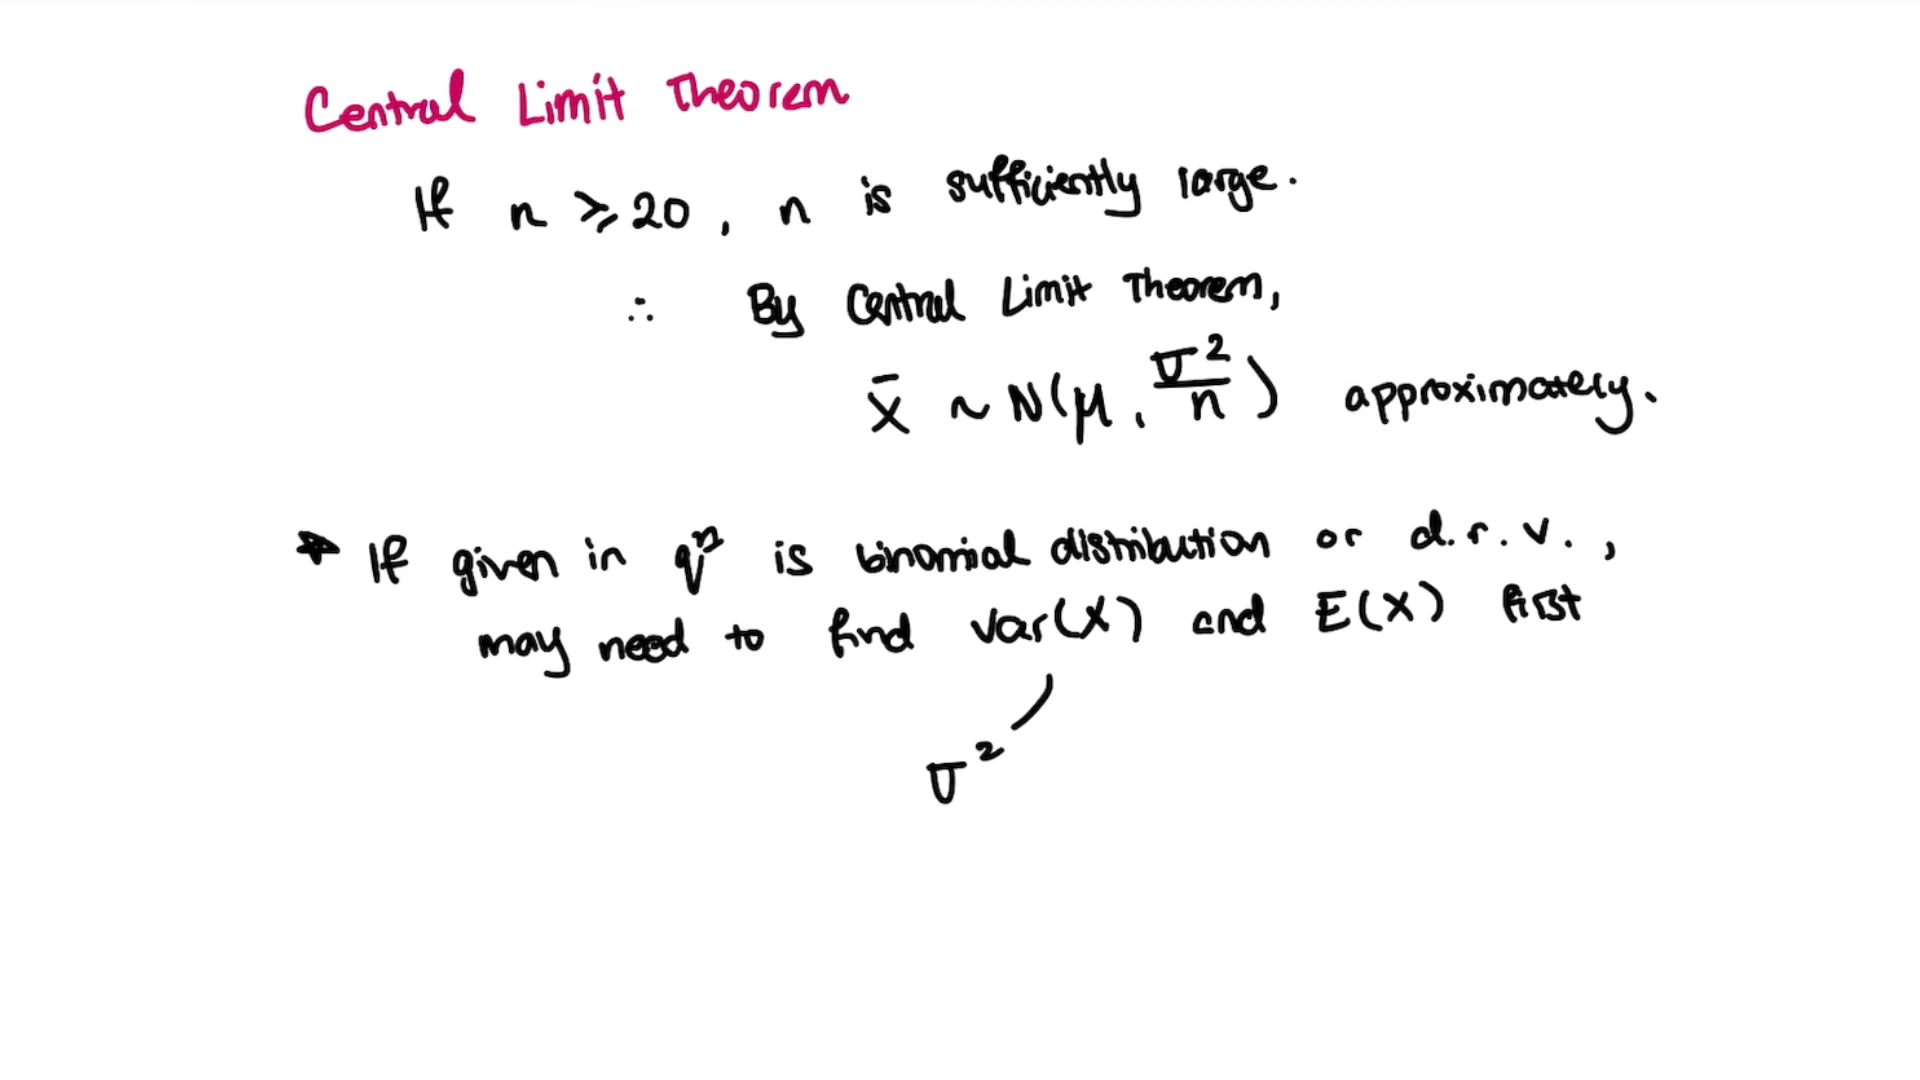 Central Limit Theorem
If n ⩾ 20, n is sufficiently large.
∴ By Central Limit Theorem,
X̄ ~ N(μ, σ²/n) approximately.
★ If given in qⁿ is binomial distribution or d.r.v.,
may need to find Var(X) and E(X) first
σ²